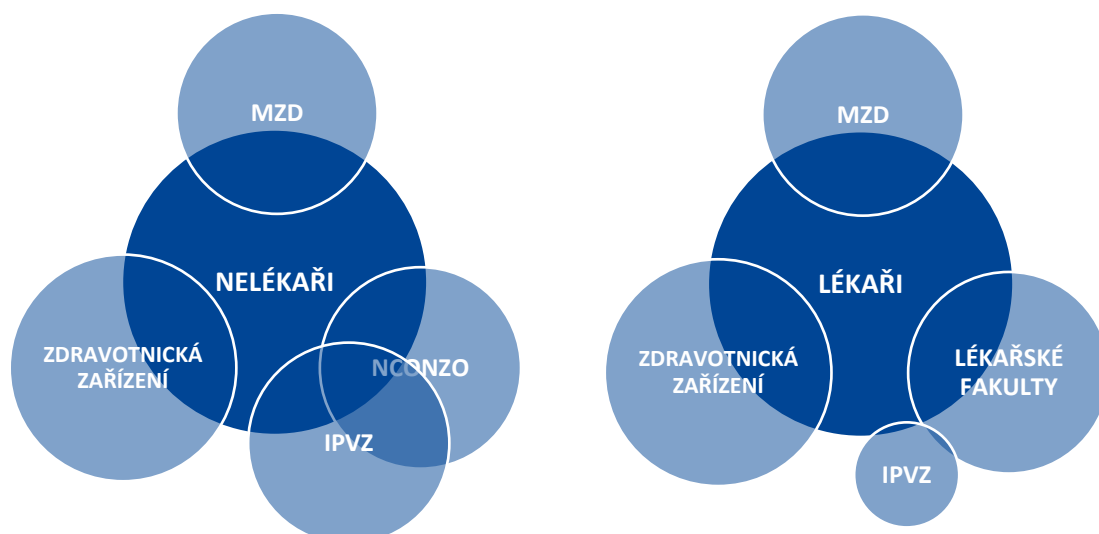 MZD
NELÉKAŘI
ZDRAVOTNICKÁ
ZAŘÍZENÍ
NCONZO
IPVZ
MZD
LÉKAŘI
ZDRAVOTNICKÁ
ZAŘÍZENÍ
LÉKAŘSKÉ
FAKULTY
IPVZ